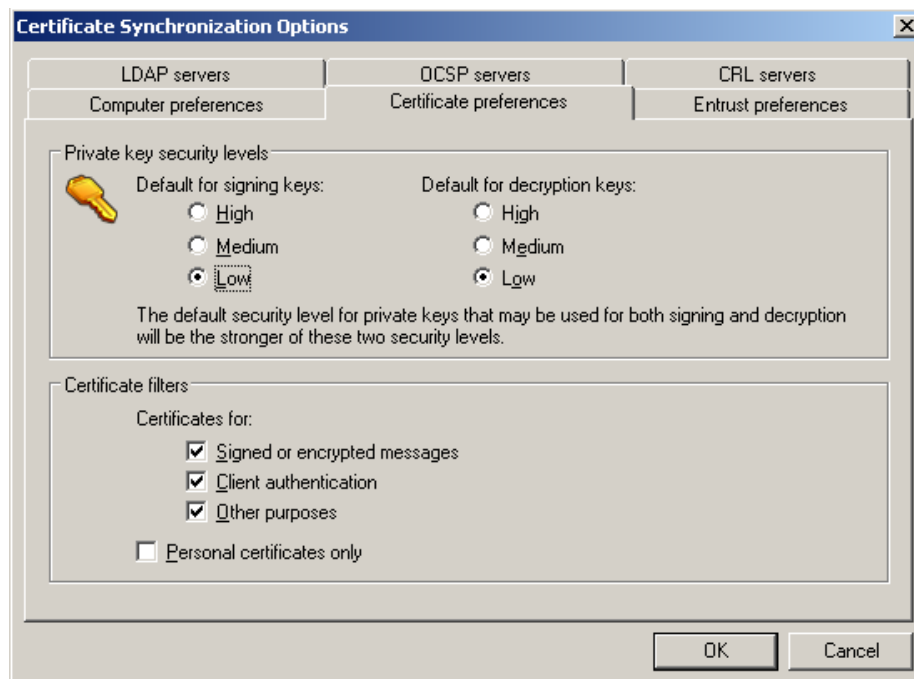 Certificate Synchronization Options
LDAP servers OCSP servers CRL servers
Computer preferences Certificate preferences Entrust preferences
Private key security levels
Default for signing keys: Default for decryption keys:
High High
Medium Medium
Low Low
The default security level for private keys that may be used for both signing and decryption
will be the stronger of these two security levels.
Certificate filters
Certificates for:
Signed or encrypted messages
Client authentication
Other purposes
Personal certificates only
OK Cancel